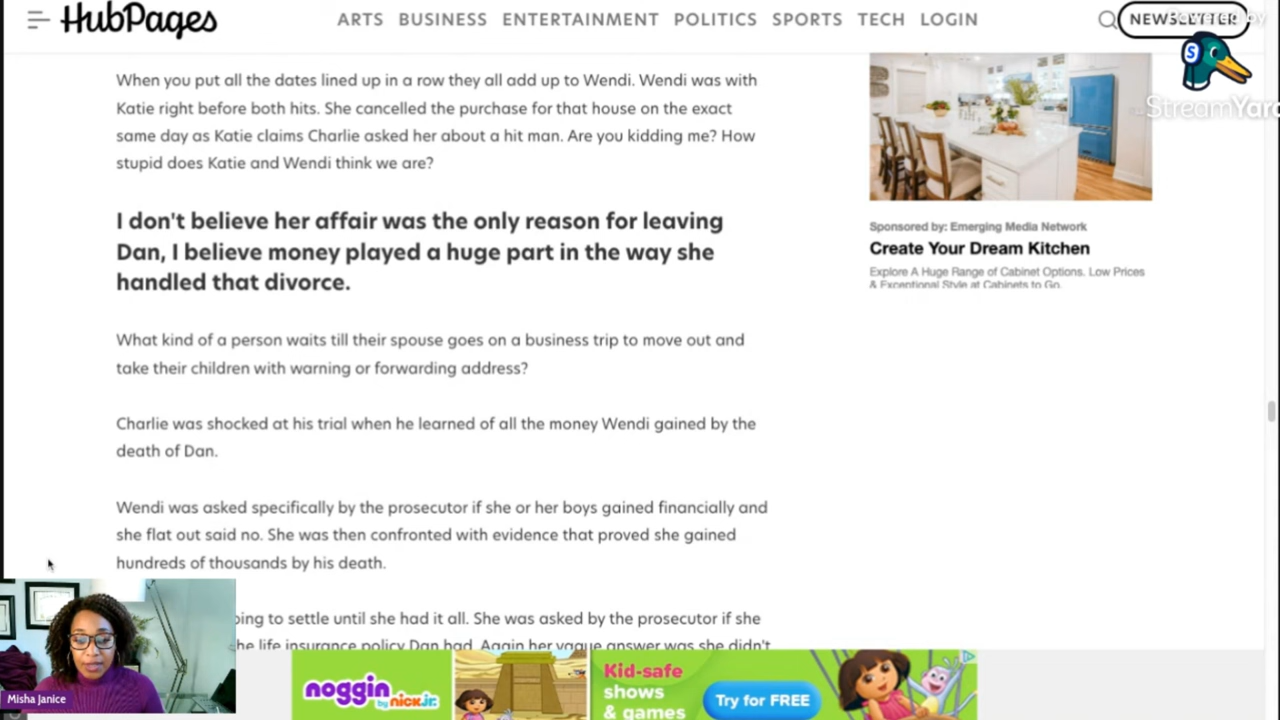 HubPages
ARTS BUSINESS ENTERTAINMENT POLITICS SPORTS TECH LOGIN
NEWSLETTER
StreamYard
When you put all the dates lined up in a row they all add up to Wendi. Wendi was with
Katie right before both hits. She cancelled the purchase for that house on the exact
same day as Katie claims Charlie asked her about a hit man. Are you kidding me? How
stupid does Katie and Wendi think we are?
I don't believe her affair was the only reason for leaving
Dan, I believe money played a huge part in the way she
handled that divorce.
What kind of a person waits till their spouse goes on a business trip to move out and
take their children with warning or forwarding address?
Charlie was shocked at his trial when he learned of all the money Wendi gained by the
death of Dan.
Wendi was asked specifically by the prosecutor if she or her boys gained financially and
she flat out said no. She was then confronted with evidence that proved she gained
hundreds of thousands by his death.
to settle until she had it all. She was asked by the prosecutor if she
life insurance policy Dan had. Again her vague answer was she didn't
Sponsored by: Emerging Media Network
Create Your Dream Kitchen
Explore A Huge Range of Cabinet Options. Low Prices
& Exceptional Style at Cabinets to Go.
Misha Janice
noggin
by nick jr.
Kid-safe
shows
& games
Try for FREE